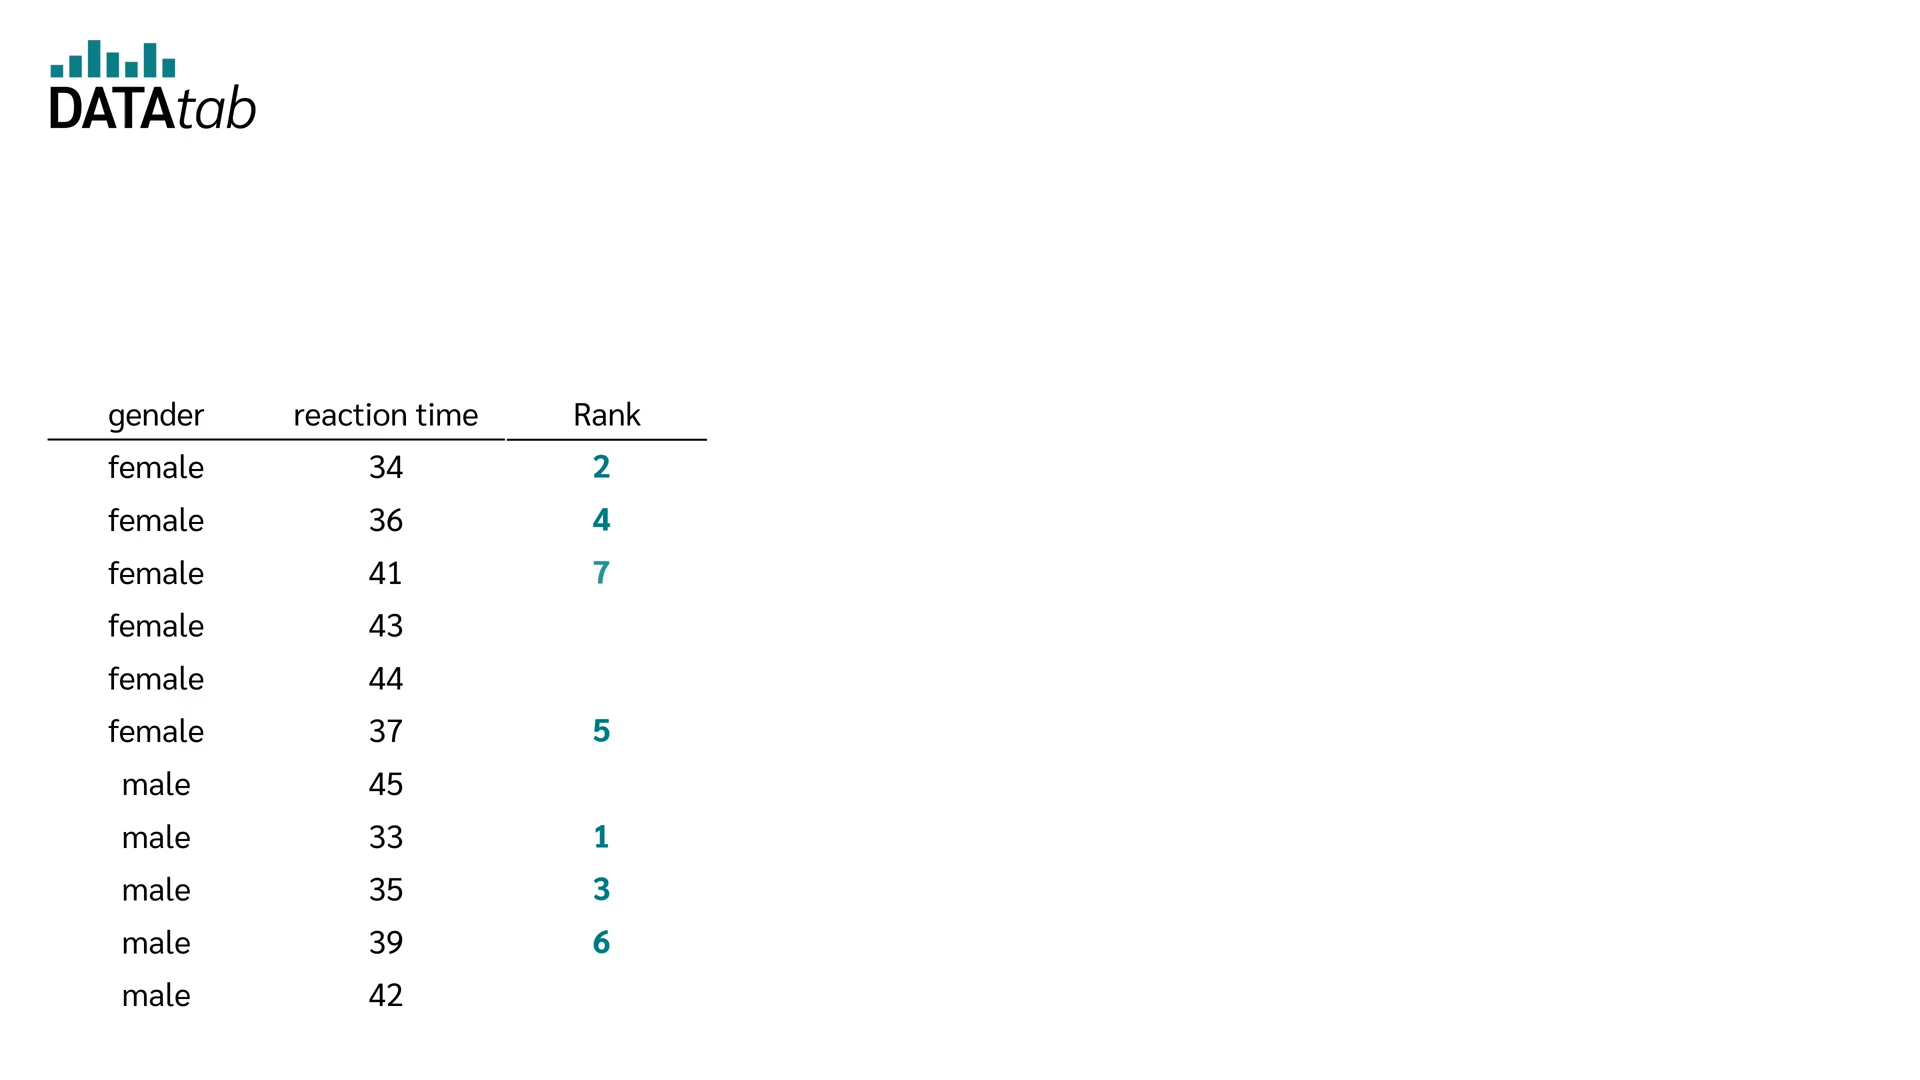 DATAtab
gender reaction time Rank
female 34 2
female 36 4
female 41 7
female 43
female 44
female 37 5
male 45
male 33 1
male 35 3
male 39 6
male 42